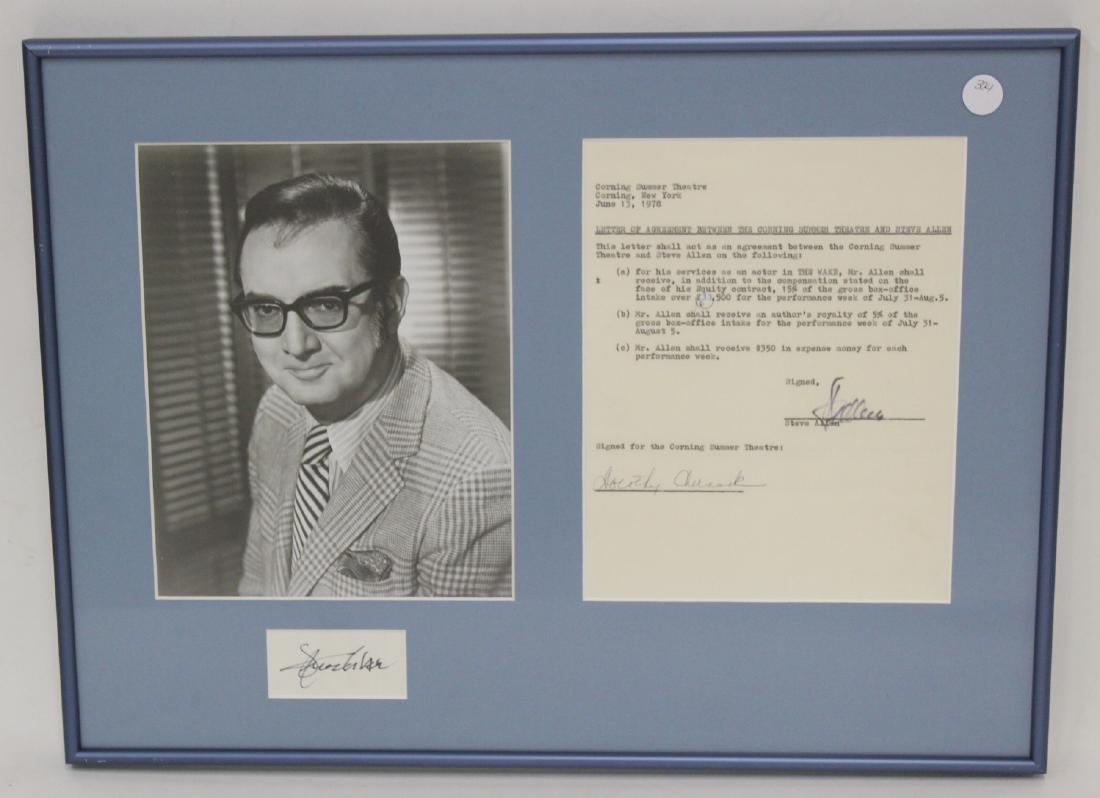 324
Corning Summer Theatre
Corning, New York
June 13, 1978
LETTER OF AGREEMENT BETWEEN THE CORNING SUMMER THEATRE AND STEVE ALLEN
This letter shall act as an agreement between the Corning Summer
Theatre and Steve Allen on the following:
(a) for his services as an actor in THE WAKE, Mr. Allen shall
receive, in addition to the compensation stated on the
face of his Equity contract, 15% of the gross box-office
intake over ,500 for the performance week of July 31-Aug.5.
(b) Mr. Allen shall receive an author's royalty of 5% of the
gross box-office intake for the performance week of July 31-
August 5.
(c) Mr. Allen shall receive $350 in expense money for each
performance week.
Signed,
Steve Allen
Signed for the Corning Summer Theatre:
Dorothy